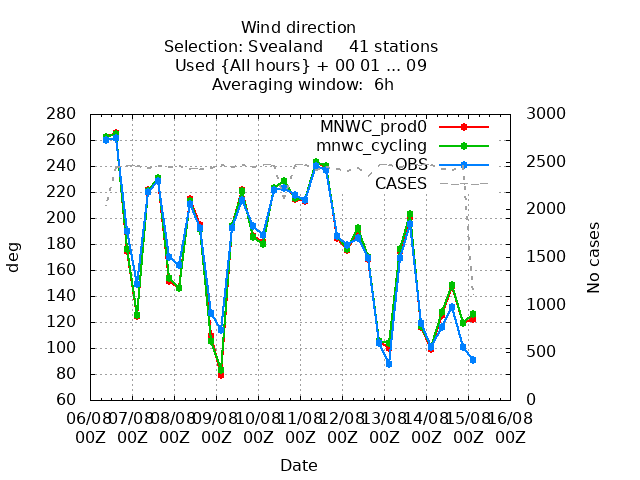 Wind direction
Selection: Svealand 41 stations
Used {All hours} + 00 01 ... 09
Averaging window: 6h
280
260
240
220
200
180
160
140
120
100
80
60
deg
3000
2500
2000
1500
1000
500
0
No cases
MNWC_prod0
mnwc_cycling
OBS
CASES
06/08 07/08 08/08 09/08 10/08 11/08 12/08 13/08 14/08 15/08 16/08
00Z 00Z 00Z 00Z 00Z 00Z 00Z 00Z 00Z 00Z 00Z
Date